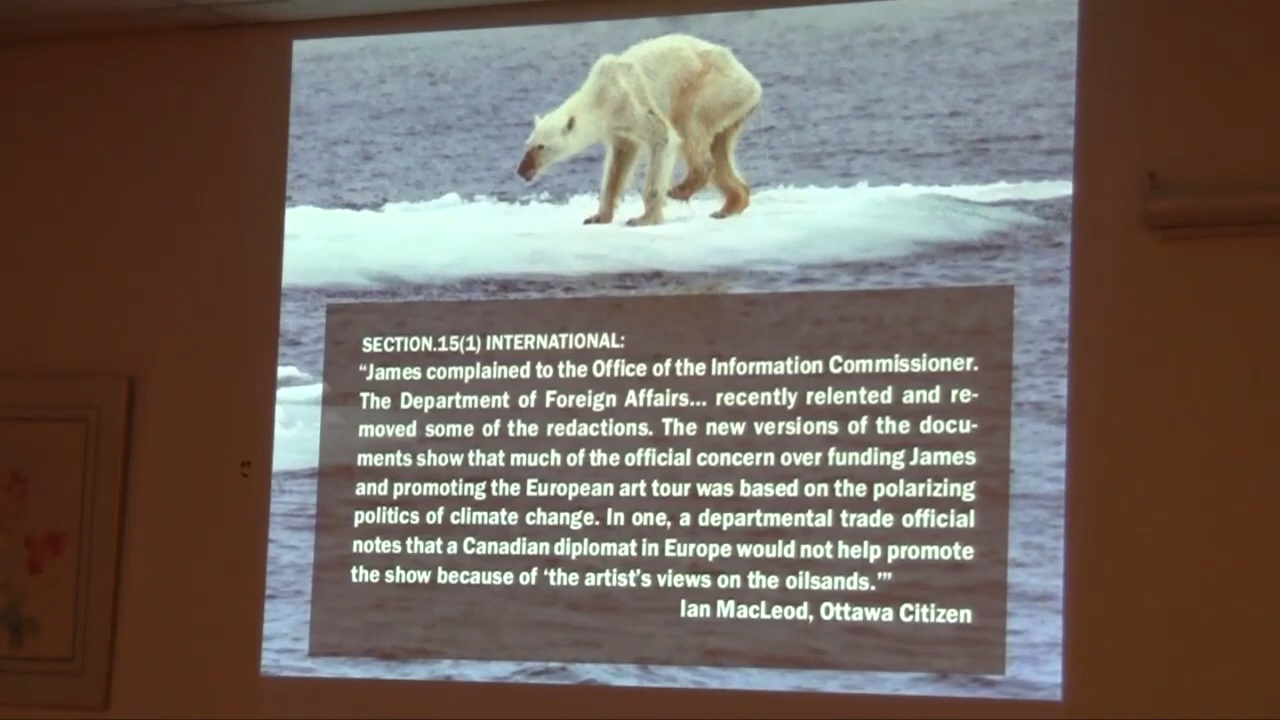 SECTION.15(1) INTERNATIONAL:
“James complained to the Office of the Information Commissioner.
The Department of Foreign Affairs... recently relented and re-
moved some of the redactions. The new versions of the docu-
ments show that much of the official concern over funding James
and promoting the European art tour was based on the polarizing
politics of climate change. In one, a departmental trade official
notes that a Canadian diplomat in Europe would not help promote
the show because of ‘the artist’s views on the oilsands.’”
Ian MacLeod, Ottawa Citizen